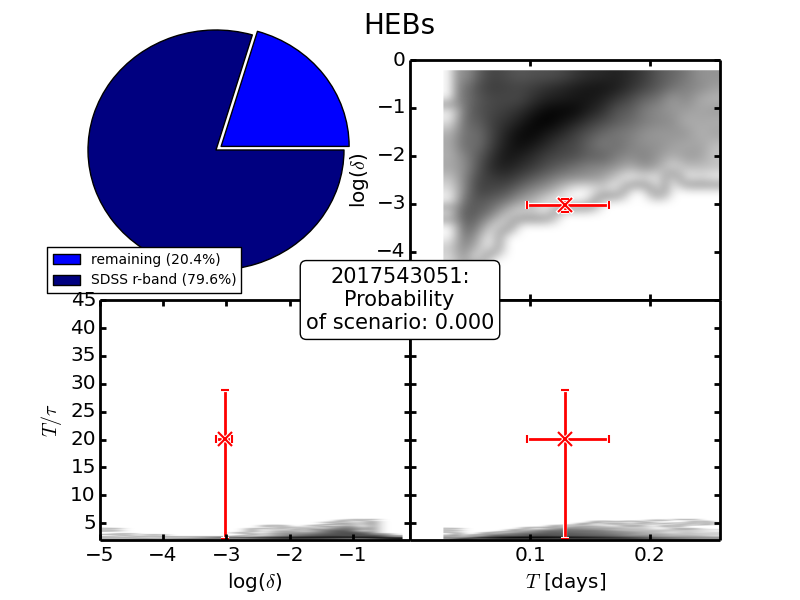 HEBs
0
−1
−2
−3
−4
log(δ)
remaining (20.4%)
SDSS r-band (79.6%)
2017543051:
Probability
of scenario: 0.000
45
40
35
30
25
20
15
10
5
T/τ
−5 −4 −3 −2 −1
log(δ)
0.1 0.2
T [days]